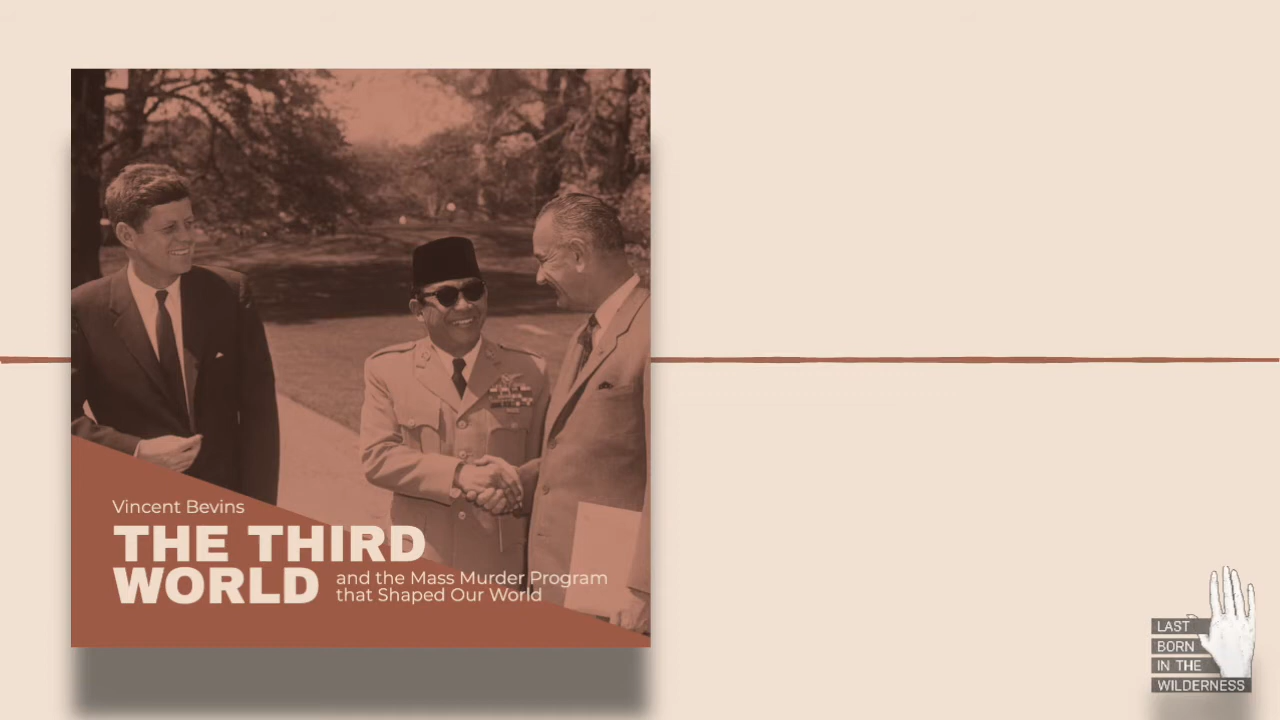 Vincent Bevins
THE THIRD
WORLD
and the Mass Murder Program
that Shaped Our World
LAST
BORN
IN THE
WILDERNESS